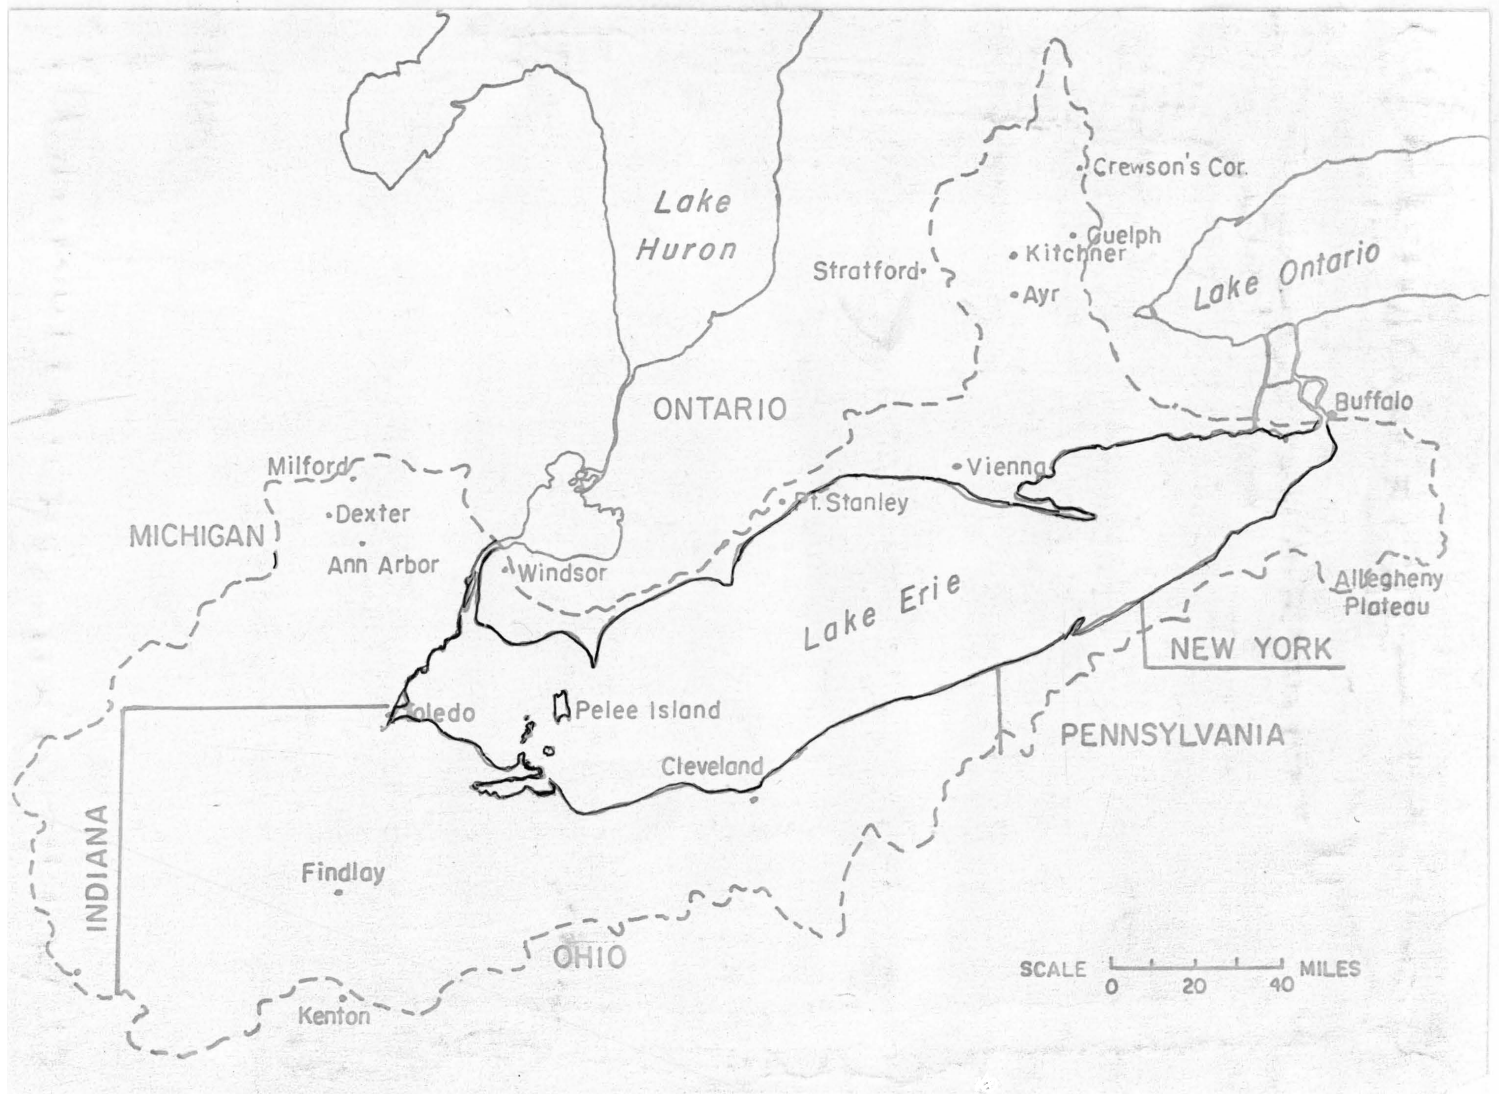 Crewson's Cor.
Lake
Huron
Guelph
Kitchner
Stratford
Ayr
Lake Ontario
ONTARIO
Buffalo
Milford
Vienna
Pt. Stanley
Dexter
MICHIGAN
Ann Arbor
Windsor
Allegheny
Plateau
Lake Erie
NEW YORK
Toledo
Pelee Island
PENNSYLVANIA
Cleveland
INDIANA
Findlay
OHIO
SCALE MILES
0 20 40
Kenton